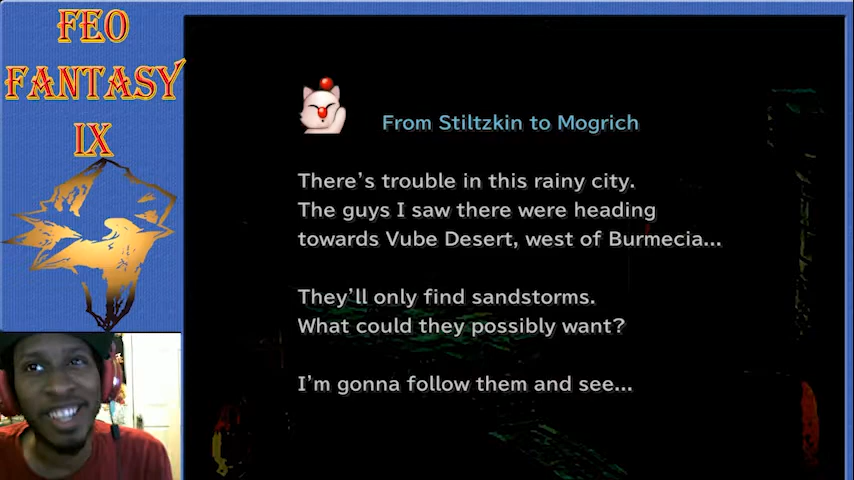 FEO
FANTASY
IX
From Stiltzkin to Mogrich
There's trouble in this rainy city.
The guys I saw there were heading
towards Vube Desert, west of Burmecia...
They'll only find sandstorms.
What could they possibly want?
I'm gonna follow them and see...